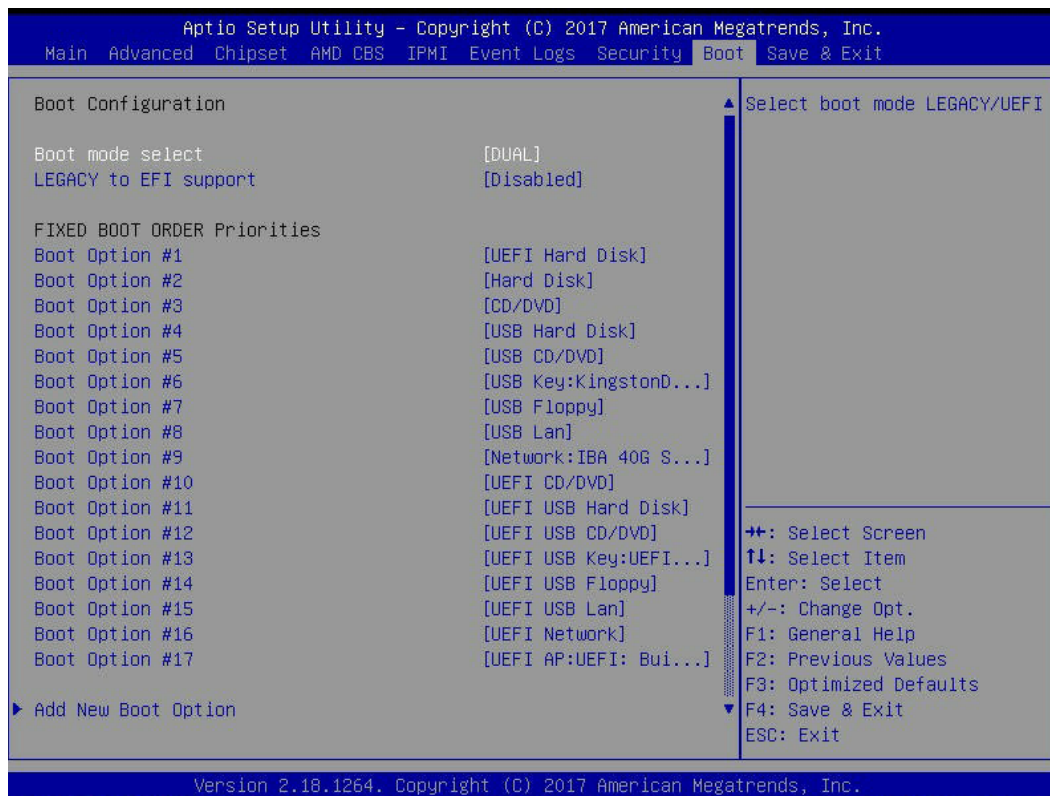 Aptio Setup Utility – Copyright (C) 2017 American Megatrends, Inc.
Main Advanced Chipset AMD CBS IPMI Event Logs Security Boot Save & Exit
Boot Configuration
Boot mode select [DUAL]
LEGACY to EFI support [Disabled]
FIXED BOOT ORDER Priorities
Boot Option #1 [UEFI Hard Disk]
Boot Option #2 [Hard Disk]
Boot Option #3 [CD/DVD]
Boot Option #4 [USB Hard Disk]
Boot Option #5 [USB CD/DVD]
Boot Option #6 [USB Key:KingstonD...]
Boot Option #7 [USB Floppy]
Boot Option #8 [USB Lan]
Boot Option #9 [Network:IBA 40G S...]
Boot Option #10 [UEFI CD/DVD]
Boot Option #11 [UEFI USB Hard Disk]
Boot Option #12 [UEFI USB CD/DVD]
Boot Option #13 [UEFI USB Key:UEFI...]
Boot Option #14 [UEFI USB Floppy]
Boot Option #15 [UEFI USB Lan]
Boot Option #16 [UEFI Network]
Boot Option #17 [UEFI AP:UEFI: Bui...]
Add New Boot Option
Select boot mode LEGACY/UEFI
→←: Select Screen
↑↓: Select Item
Enter: Select
+/-: Change Opt.
F1: General Help
F2: Previous Values
F3: Optimized Defaults
F4: Save & Exit
ESC: Exit
Version 2.18.1264. Copyright (C) 2017 American Megatrends, Inc.